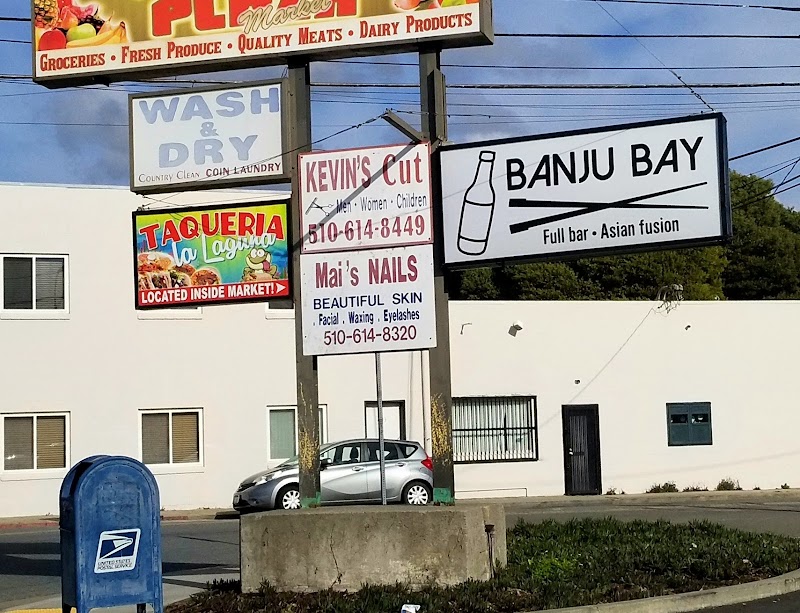 Market
Groceries • Fresh Produce • Quality Meats • Dairy Products
WASH
&
DRY
Country Clean COIN LAUNDRY
TAQUERIA
la Laguna
LOCATED INSIDE MARKET!
KEVIN'S Cut
Men • Women • Children
510-614-8449
Mai's NAILS
BEAUTIFUL SKIN
Facial . Waxing . Eyelashes
510-614-8320
BANJU BAY
Full bar • Asian fusion
UNITED STATES
POSTAL SERVICE